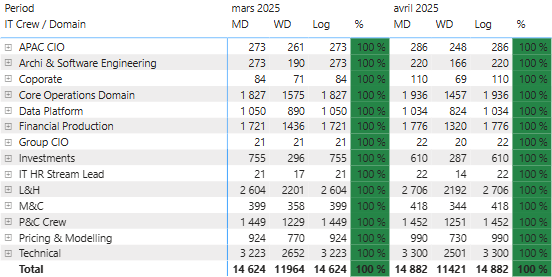 Period mars 2025 avril 2025
IT Crew / Domain MD WD Log % MD WD Log %
APAC CIO 273 261 273 100 % 286 248 286 100 %
Archi & Software Engineering 273 190 273 100 % 220 166 220 100 %
Coporate 84 71 84 100 % 110 69 110 100 %
Core Operations Domain 1 827 1575 1 827 100 % 1 936 1457 1 936 100 %
Data Platform 1 050 890 1 050 100 % 1 034 824 1 034 100 %
Financial Production 1 721 1436 1 721 100 % 1 776 1320 1 776 100 %
Group CIO 21 21 21 100 % 22 20 22 100 %
Investments 755 296 755 100 % 610 287 610 100 %
IT HR Stream Lead 21 17 21 100 % 22 14 22 100 %
L&H 2 604 2201 2 604 100 % 2 706 2192 2 706 100 %
M&C 399 358 399 100 % 418 344 418 100 %
P&C Crew 1 449 1229 1 449 100 % 1 452 1251 1 452 100 %
Pricing & Modelling 924 770 924 100 % 990 730 990 100 %
Technical 3 223 2652 3 223 100 % 3 300 2501 3 300 100 %
Total 14 624 11964 14 624 100 % 14 882 11421 14 882 100 %